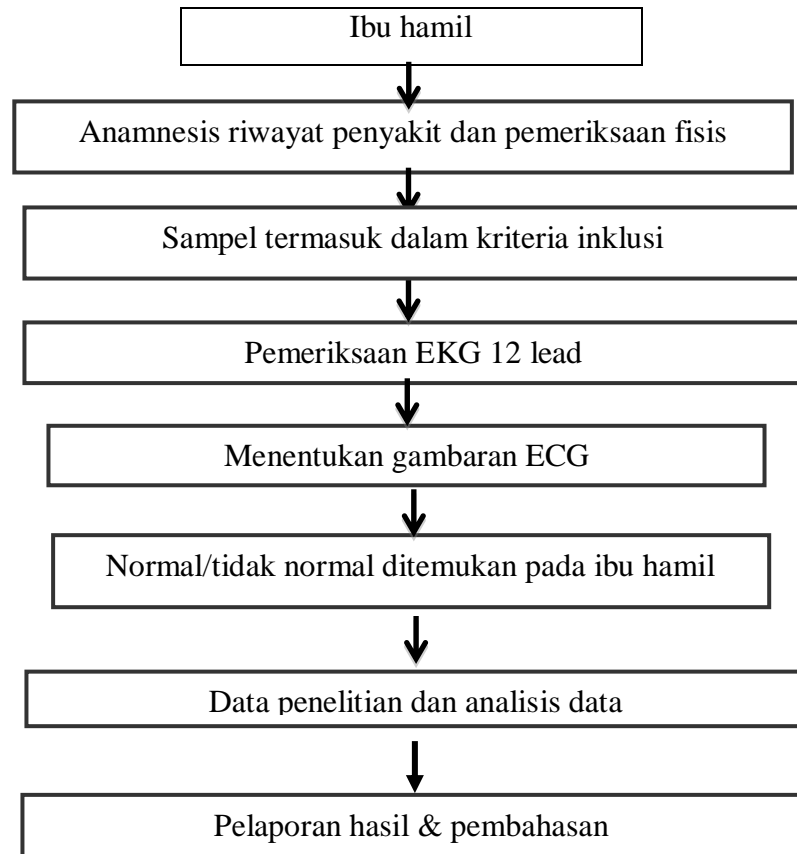 Ibu hamil
Anamnesis riwayat penyakit dan pemeriksaan fisis
Sampel termasuk dalam kriteria inklusi
Pemeriksaan EKG 12 lead
Menentukan gambaran ECG
Normal/tidak normal ditemukan pada ibu hamil
Data penelitian dan analisis data
Pelaporan hasil & pembahasan